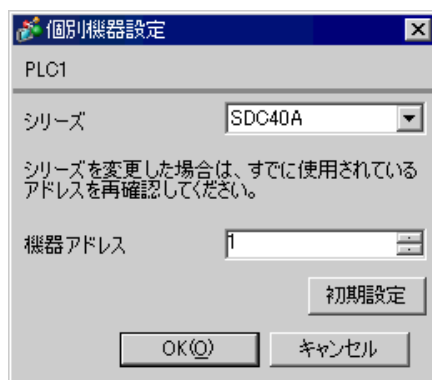 個別機器設定
PLC1
シリーズ
SDC40A
シリーズを変更した場合は、すでに使用されている
アドレスを再確認してください。
機器アドレス
1
初期設定
OK(O)
キャンセル